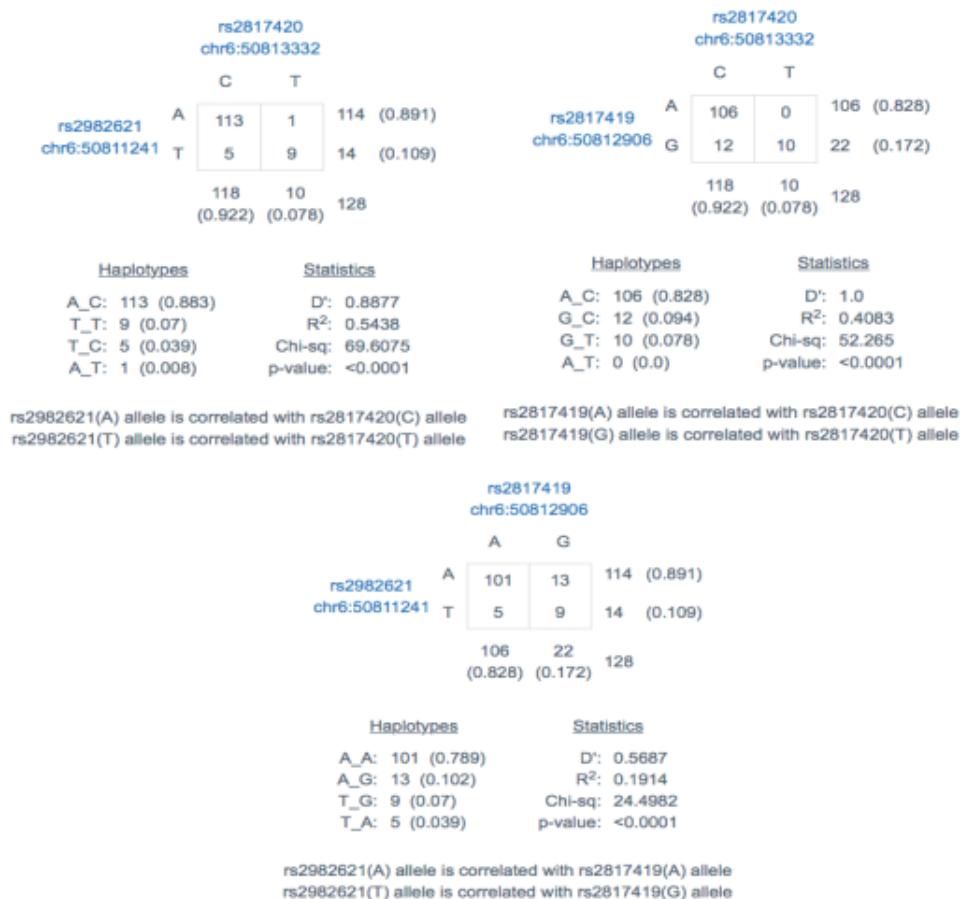 rs2817420
chr6:50813332
C T
rs2982621
chr6:50811241
A 113 1 114 (0.891)
T 5 9 14 (0.109)
118 10 128
(0.922) (0.078)
Haplotypes Statistics
A_C: 113 (0.883) D': 0.8877
T_T: 9 (0.07) R²: 0.5438
T_C: 5 (0.039) Chi-sq: 69.6075
A_T: 1 (0.008) p-value: <0.0001
rs2982621(A) allele is correlated with rs2817420(C) allele
rs2982621(T) allele is correlated with rs2817420(T) allele
rs2817420
chr6:50813332
C T
rs2817419
chr6:50812906
A 106 0 106 (0.828)
G 12 10 22 (0.172)
118 10 128
(0.922) (0.078)
Haplotypes Statistics
A_C: 106 (0.828) D': 1.0
G_C: 12 (0.094) R²: 0.4083
G_T: 10 (0.078) Chi-sq: 52.265
A_T: 0 (0.0) p-value: <0.0001
rs2817419(A) allele is correlated with rs2817420(C) allele
rs2817419(G) allele is correlated with rs2817420(T) allele
rs2817419
chr6:50812906
A G
rs2982621
chr6:50811241
A 101 13 114 (0.891)
T 5 9 14 (0.109)
106 22 128
(0.828) (0.172)
Haplotypes Statistics
A_A: 101 (0.789) D': 0.5687
A_G: 13 (0.102) R²: 0.1914
T_G: 9 (0.07) Chi-sq: 24.4982
T_A: 5 (0.039) p-value: <0.0001
rs2982621(A) allele is correlated with rs2817419(A) allele
rs2982621(T) allele is correlated with rs2817419(G) allele